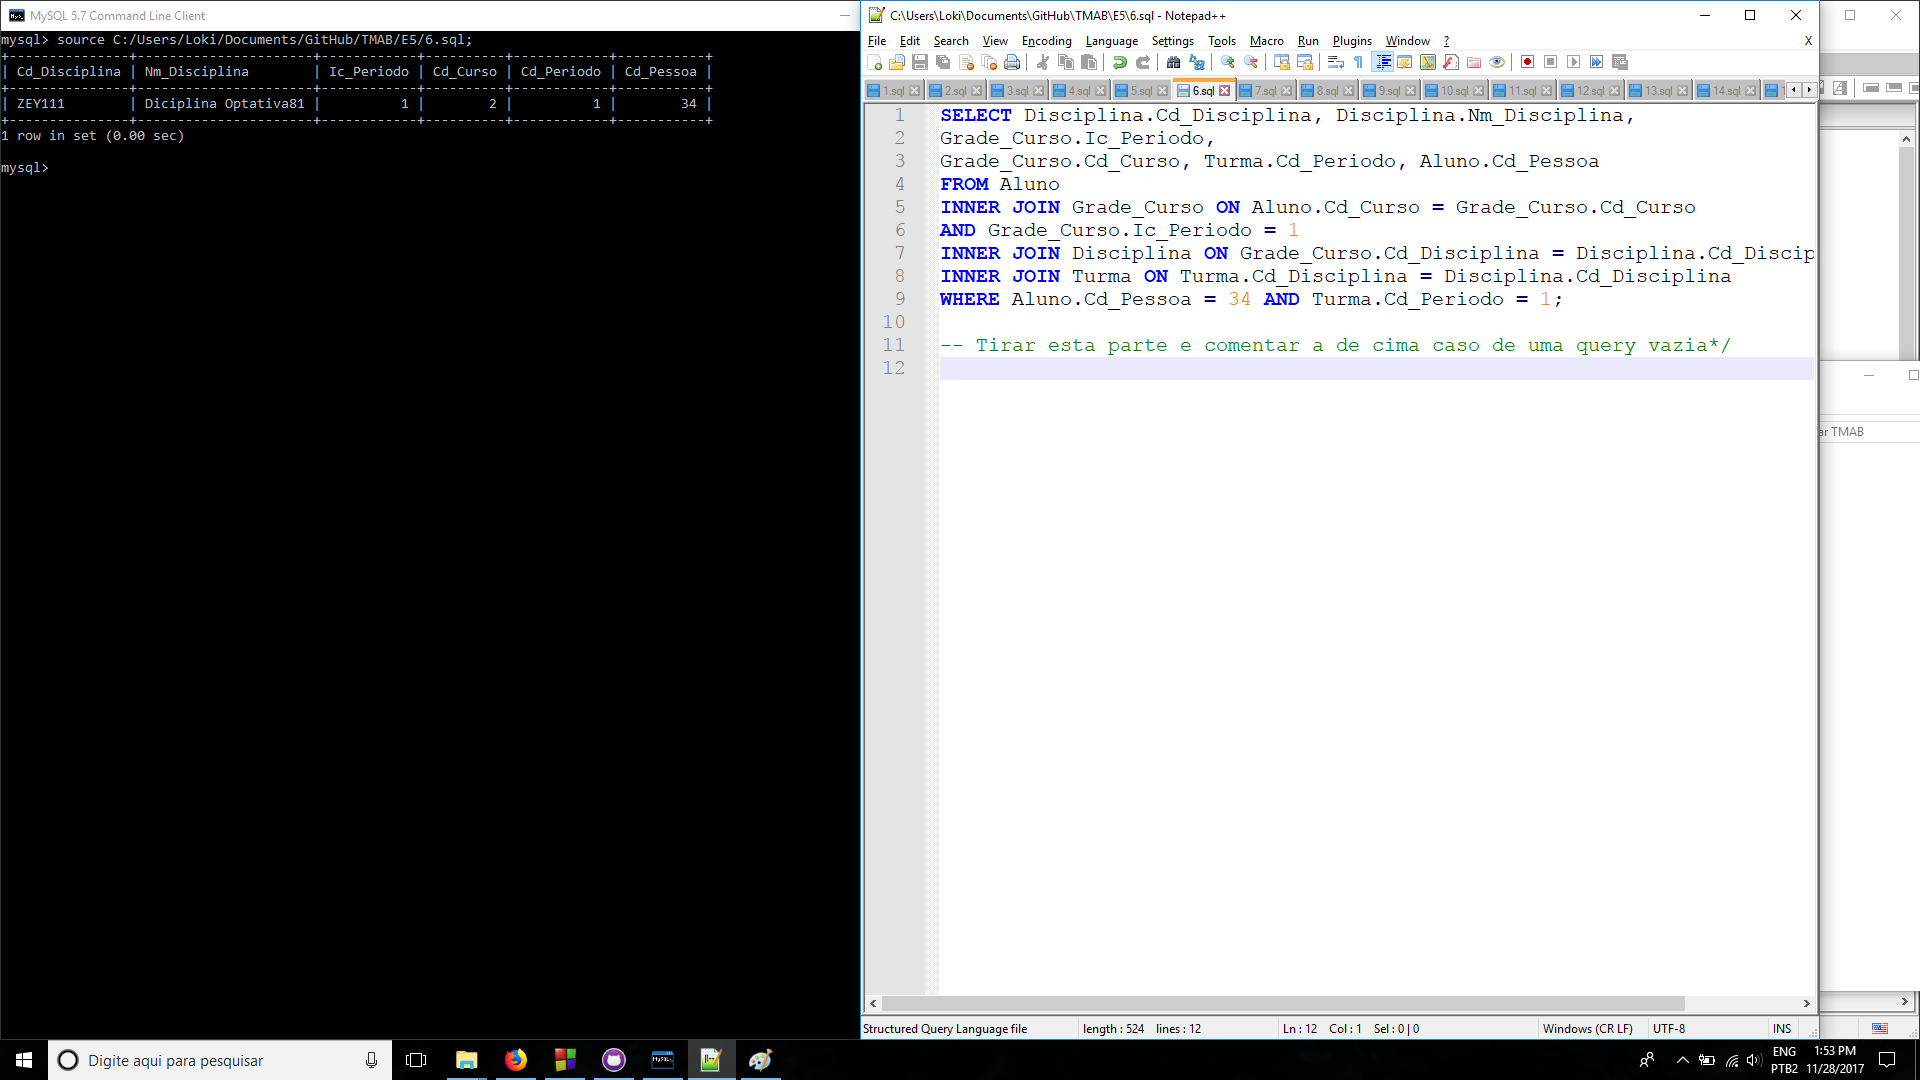 MySQL 5.7 Command Line Client
mysql> source C:/Users/Loki/Documents/GitHub/TMAB/E5/6.sql;
+---------------+----------------------+------------+----------+------------+-----------+
| Cd_Disciplina | Nm_Disciplina | Ic_Periodo | Cd_Curso | Cd_Periodo | Cd_Pessoa |
+---------------+----------------------+------------+----------+------------+-----------+
| ZEY111 | Diciplina Optativa81 | 1 | 2 | 1 | 34 |
+---------------+----------------------+------------+----------+------------+-----------+
1 row in set (0.00 sec)
mysql>
C:\Users\Loki\Documents\GitHub\TMAB\E5\6.sql - Notepad++
File Edit Search View Encoding Language Settings Tools Macro Run Plugins Window ? X
1.sql 2.sql 3.sql 4.sql 5.sql 6.sql 7.sql 8.sql 9.sql 10.sql 11.sql 12.sql 13.sql 14.sql
1 SELECT Disciplina.Cd_Disciplina, Disciplina.Nm_Disciplina,
2 Grade_Curso.Ic_Periodo,
3 Grade_Curso.Cd_Curso, Turma.Cd_Periodo, Aluno.Cd_Pessoa
4 FROM Aluno
5 INNER JOIN Grade_Curso ON Aluno.Cd_Curso = Grade_Curso.Cd_Curso
6 AND Grade_Curso.Ic_Periodo = 1
7 INNER JOIN Disciplina ON Grade_Curso.Cd_Disciplina = Disciplina.Cd_Discip
8 INNER JOIN Turma ON Turma.Cd_Disciplina = Disciplina.Cd_Disciplina
9 WHERE Aluno.Cd_Pessoa = 34 AND Turma.Cd_Periodo = 1;
10
11 -- Tirar esta parte e comentar a de cima caso de uma query vazia*/
12
ar TMAB
Structured Query Language file length : 524 lines : 12 Ln : 12 Col : 1 Sel : 0 | 0 Windows (CR LF) UTF-8 INS
Digite aqui para pesquisar
ENG
PTB2
1:53 PM
11/28/2017